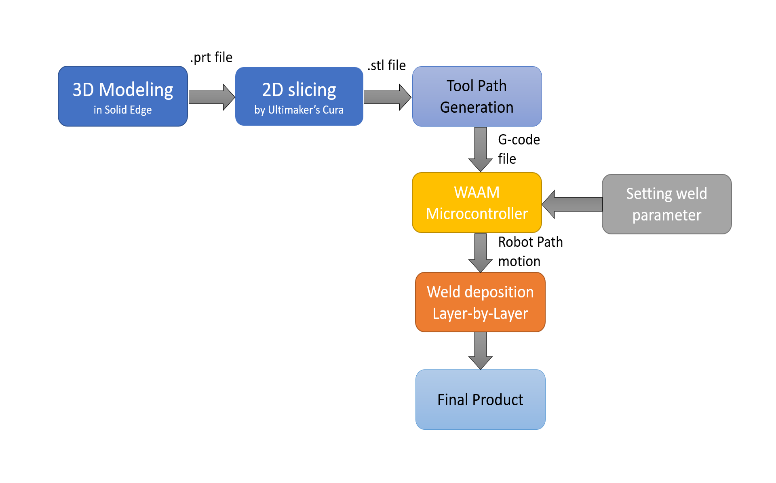 .prt file
.stl file
3D Modeling
in Solid Edge
2D slicing
by Ultimaker's Cura
Tool Path
Generation
G-code
file
WAAM
Microcontroller
Setting weld
parameter
Robot Path
motion
Weld deposition
Layer-by-Layer
Final Product